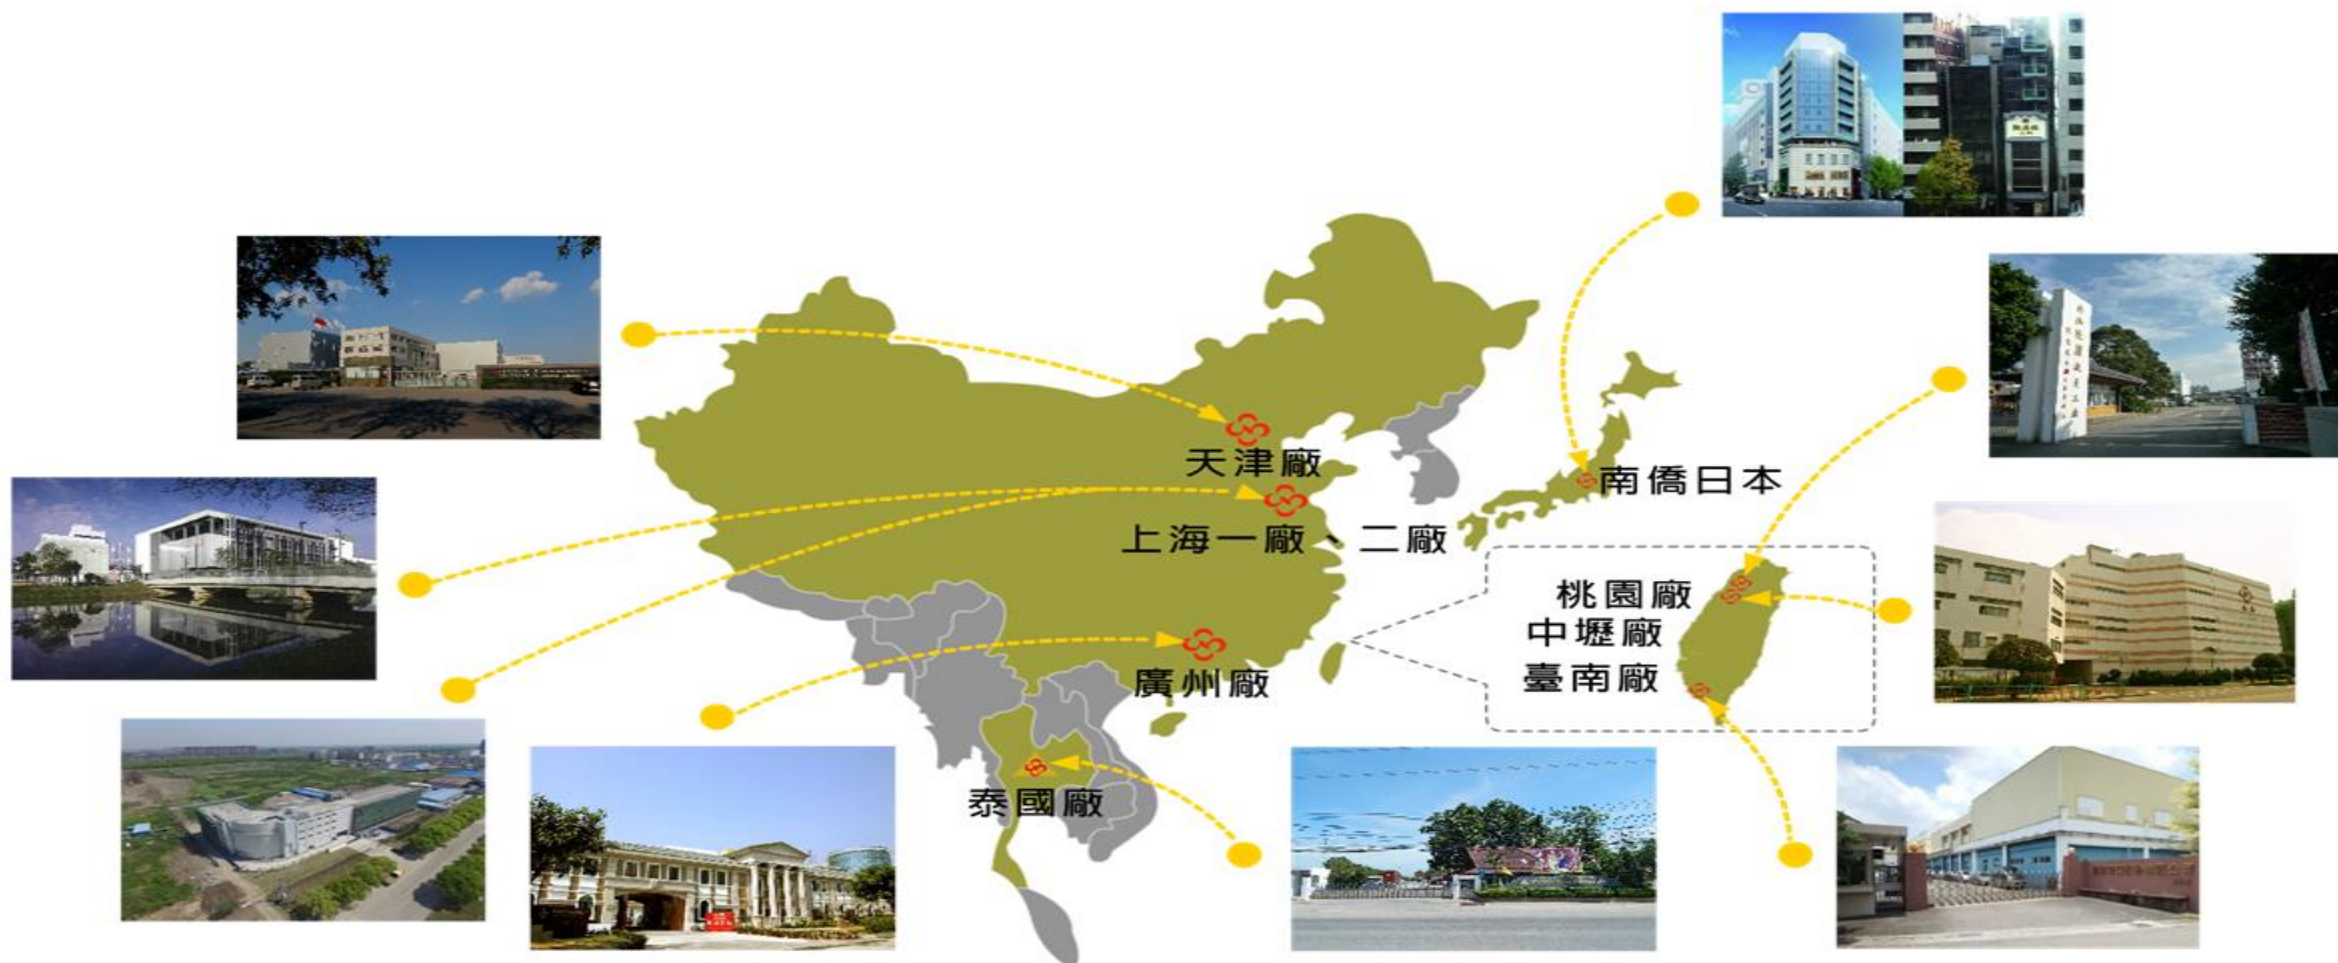 天津廠
南僑日本
上海一廠、二廠
桃園廠
中壢廠
臺南廠
廣州廠
泰國廠